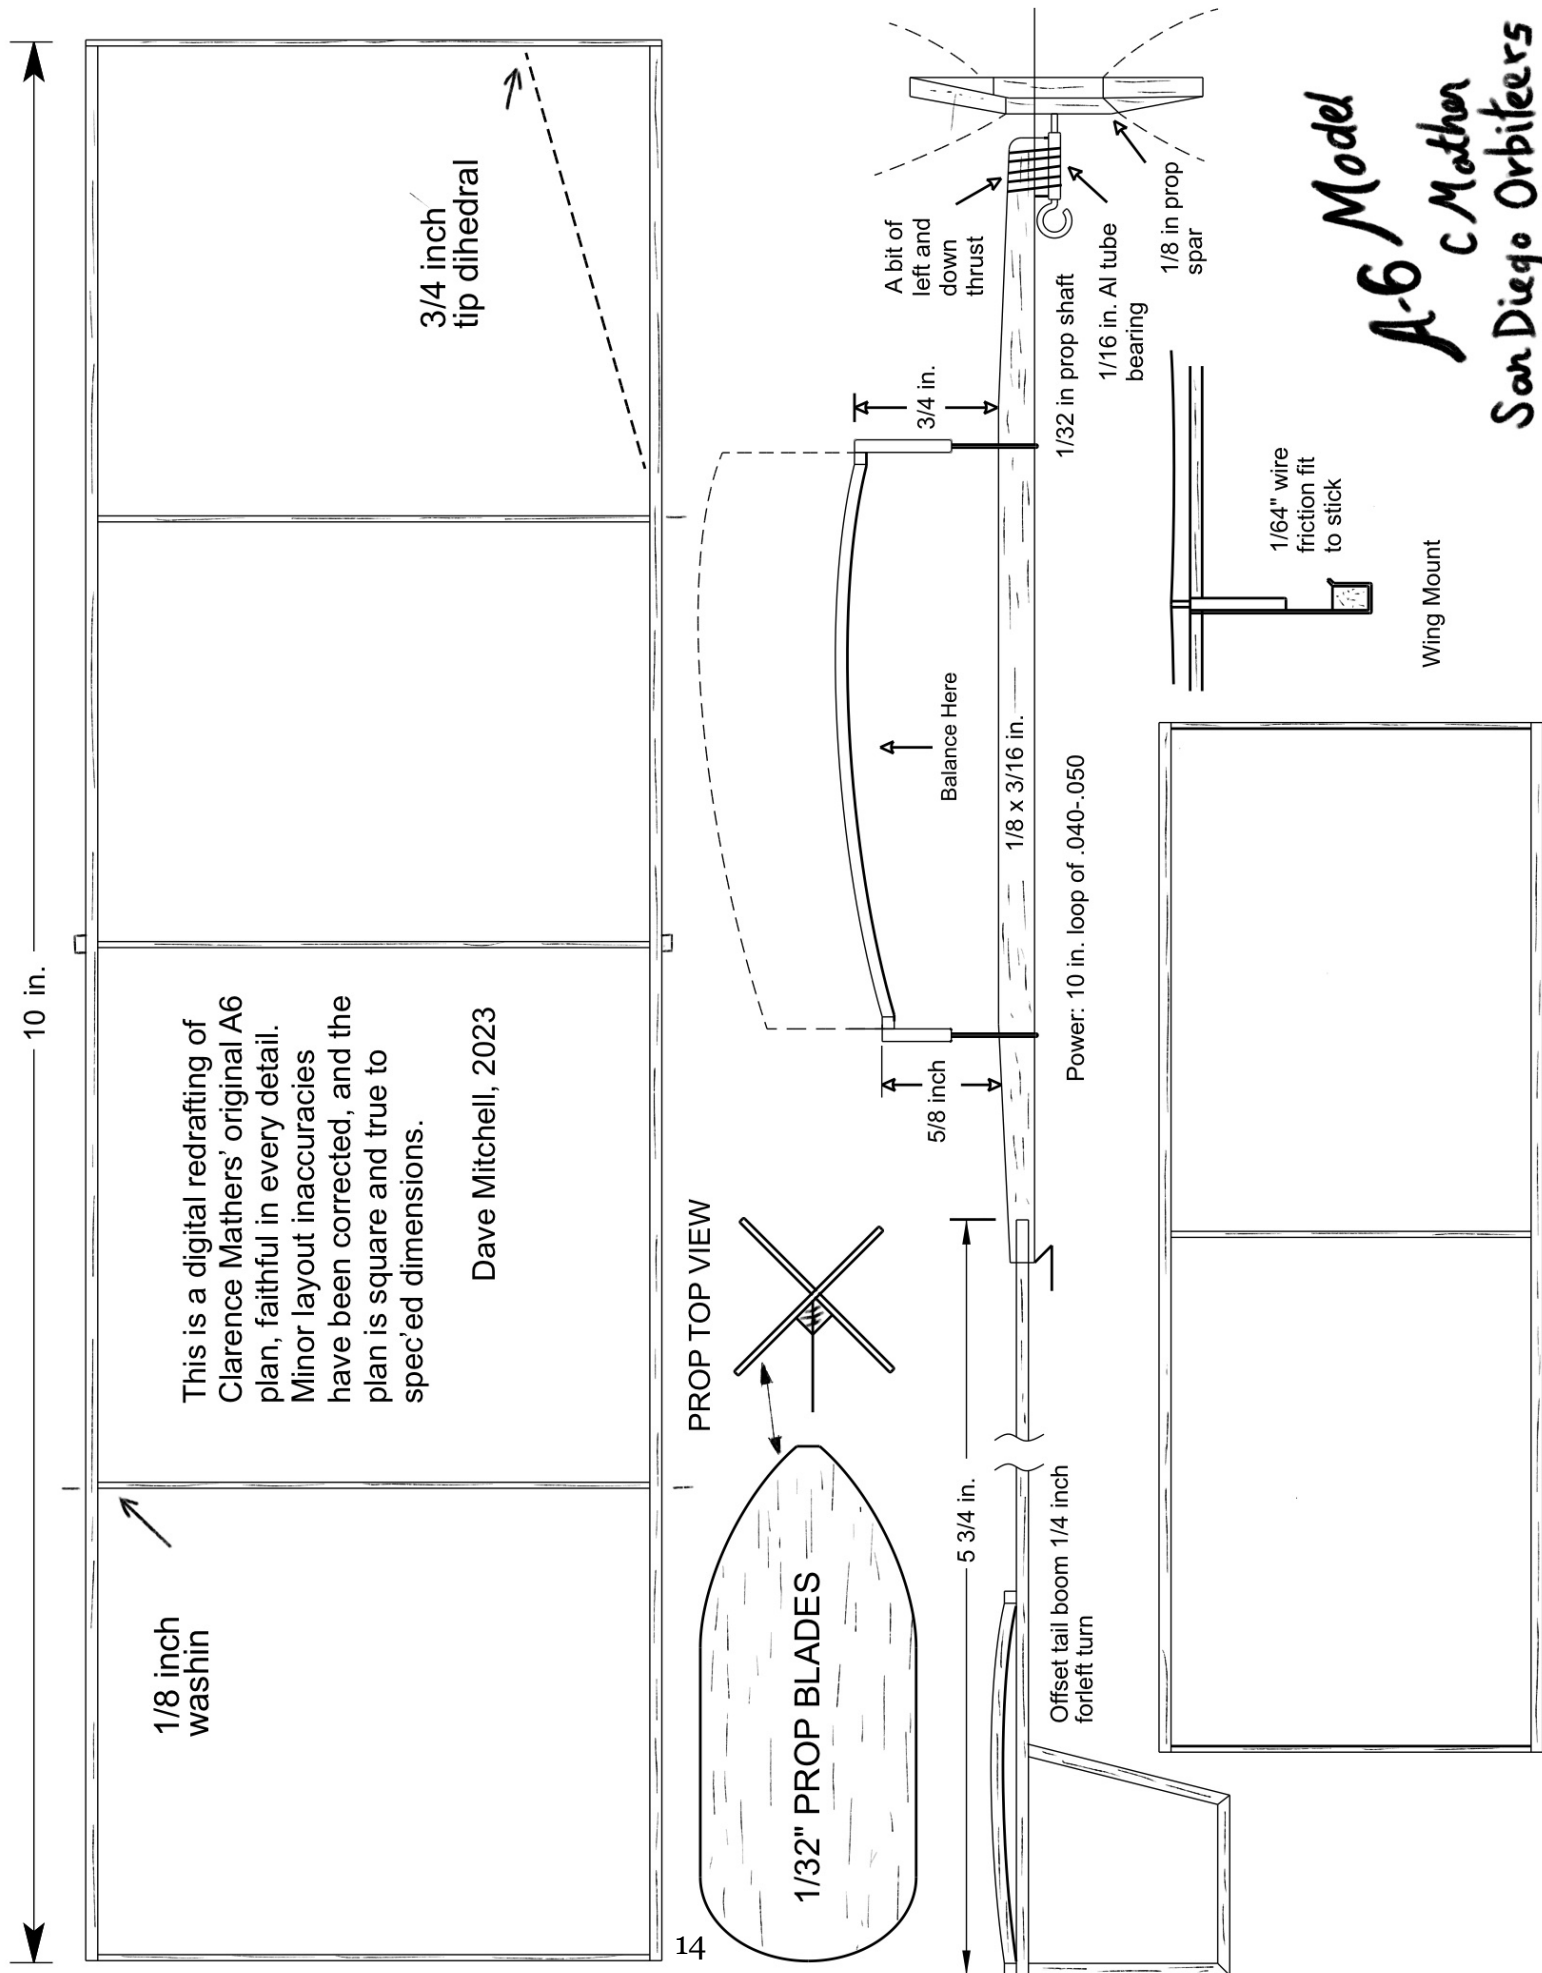 10 in.
This is a digital redrafting of
Clarence Mathers' original A6
plan, faithful in every detail.
Minor layout inaccuracies
have been corrected, and the
plan is square and true to
spec'ed dimensions.
Dave Mitchell, 2023
1/8 inch
washin
3/4 inch
tip dihedral
PROP TOP VIEW
1/32" PROP BLADES
14
5/8 inch
Balance Here
3/4 in.
A bit of
left and
down
thrust
1/8 x 3/16 in.
1/32 in prop shaft
1/16 in. Al tube
bearing
1/8 in prop
spar
5 3/4 in.
Offset tail boom 1/4 inch
forleft turn
Power: 10 in. loop of .040-.050
1/64" wire
friction fit
to stick
Wing Mount
A-6 Model
C Mather
San Diego Orbiteers